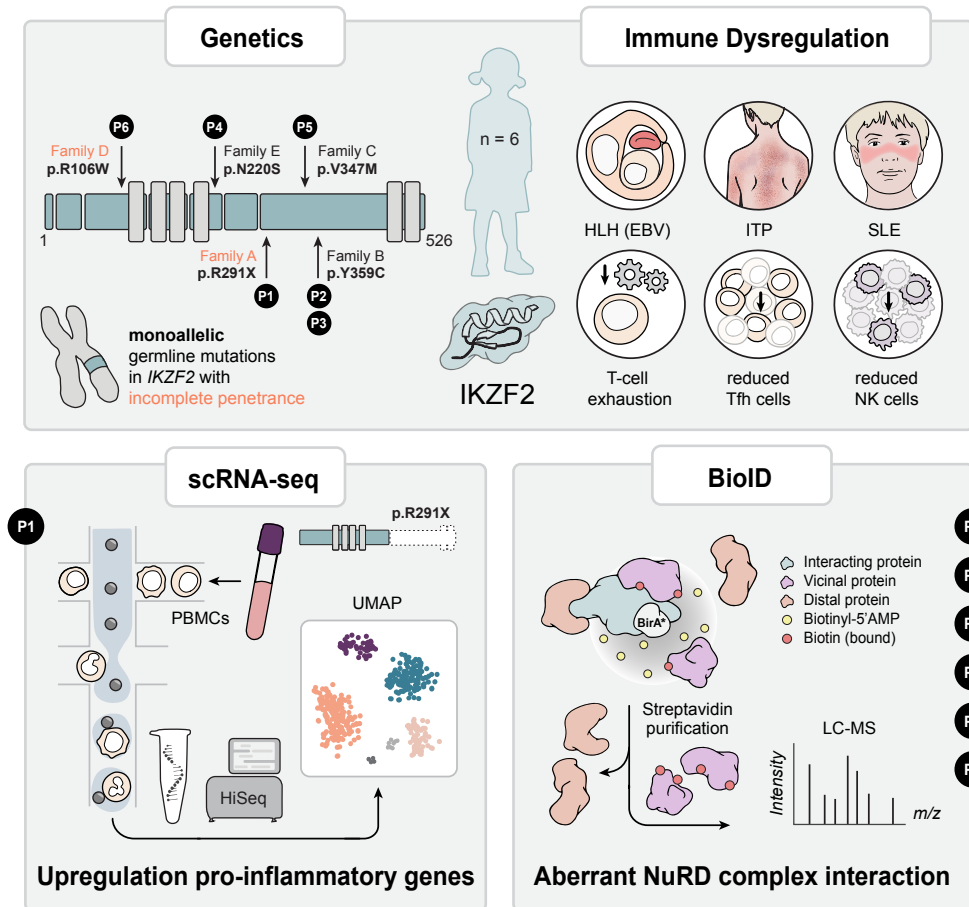 Genetics
Immune Dysregulation
P6
P4
P5
Family D
p.R106W
Family E
p.N220S
Family C
p.V347M
1
526
Family A
p.R291X
Family B
p.Y359C
P1
P2
P3
n = 6
monoallelic
germline mutations
in IKZF2 with
incomplete penetrance
IKZF2
HLH (EBV)
ITP
SLE
T-cell
exhaustion
reduced
Tfh cells
reduced
NK cells
scRNA-seq
P1
p.R291X
PBMCs
UMAP
HiSeq
Upregulation pro-inflammatory genes
BioID
Interacting protein
Vicinal protein
Distal protein
Biotinyl-5'AMP
Biotin (bound)
BirA*
Streptavidin
purification
LC-MS
Intensity
m/z
Aberrant NuRD complex interaction